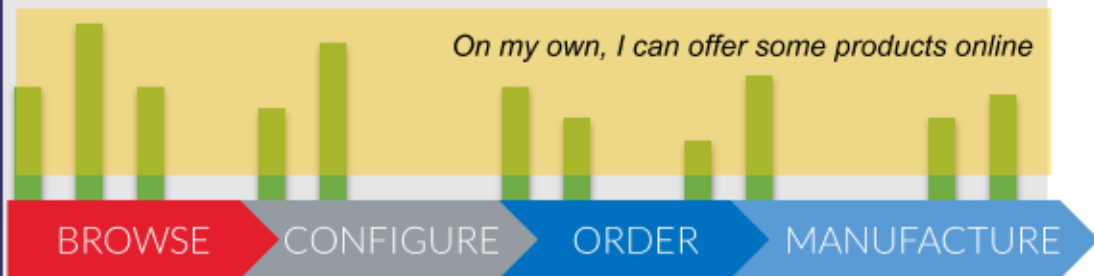 On my own, I can offer some products online
BROWSE CONFIGURE ORDER MANUFACTURE